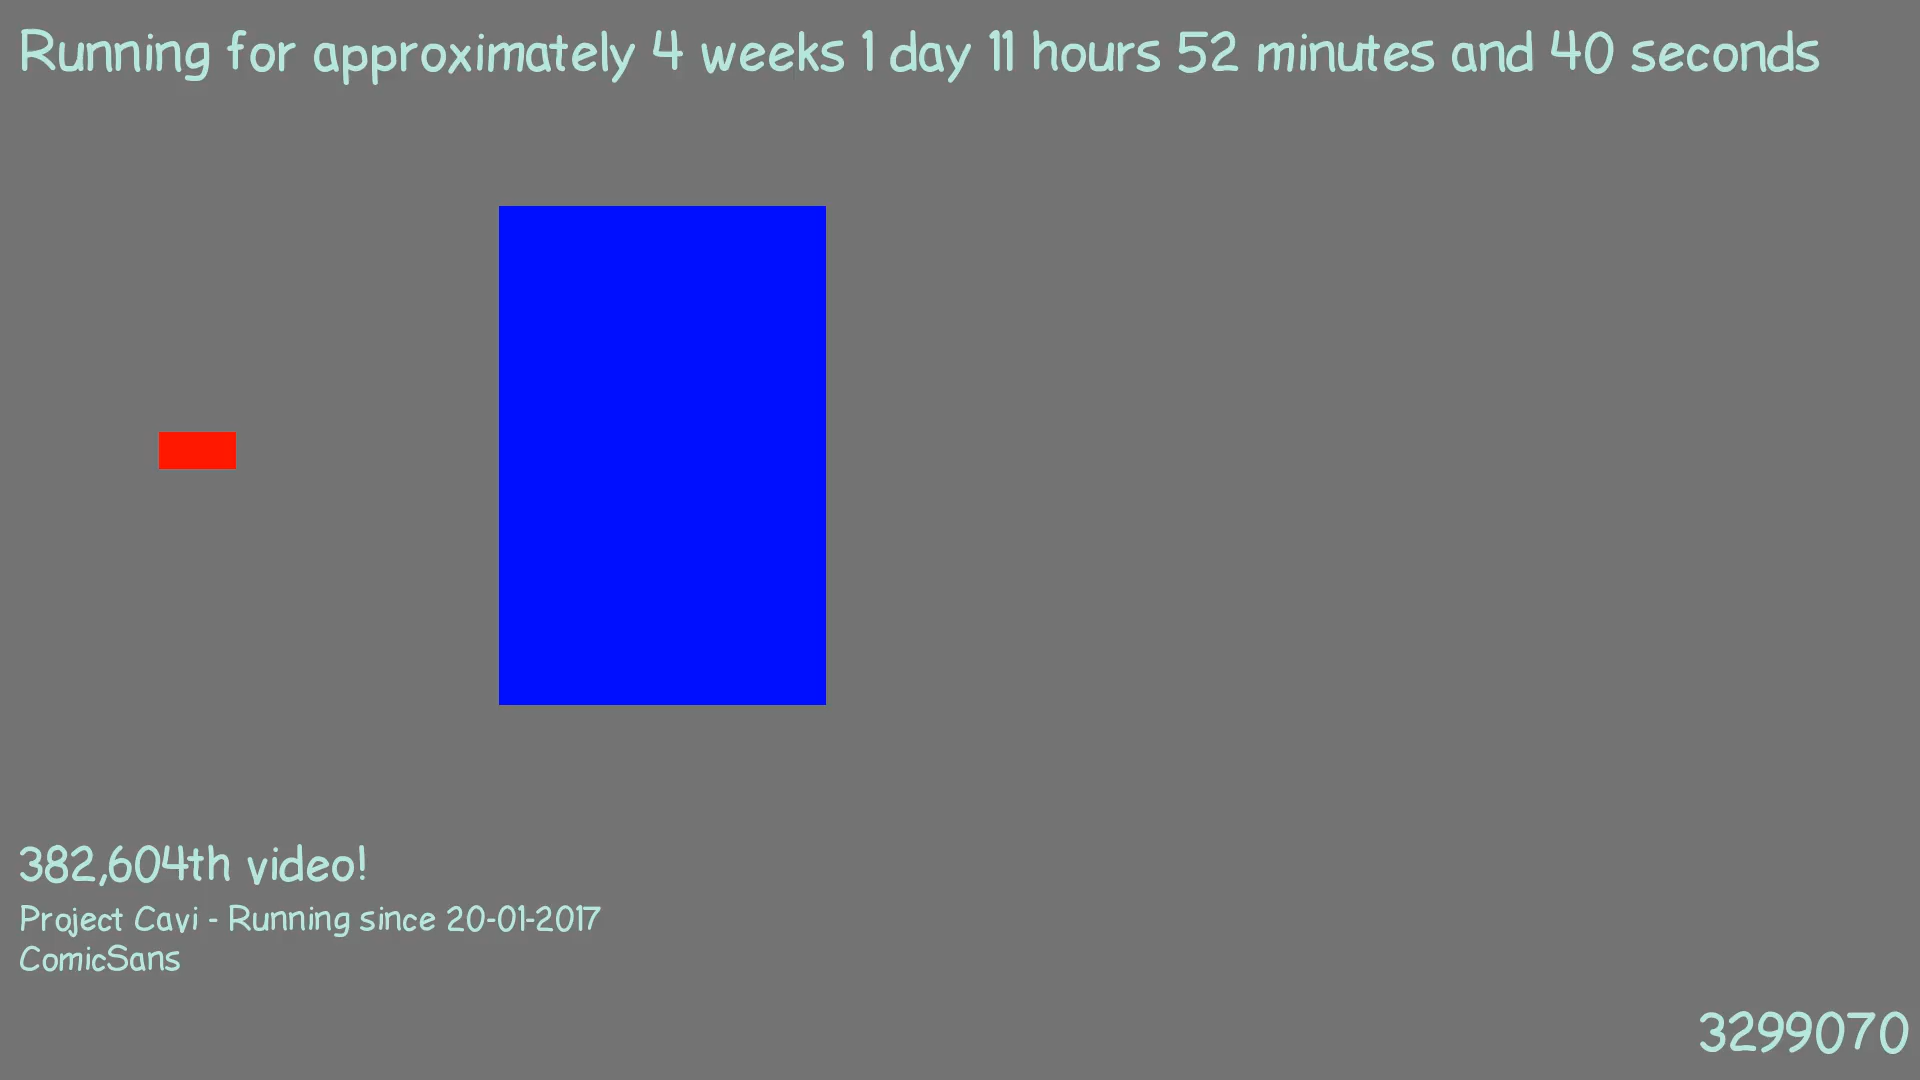 Running for approximately 4 weeks 1 day 11 hours 52 minutes and 40 seconds
382,604th video!
Project Cavi - Running since 20-01-2017
ComicSans
3299070